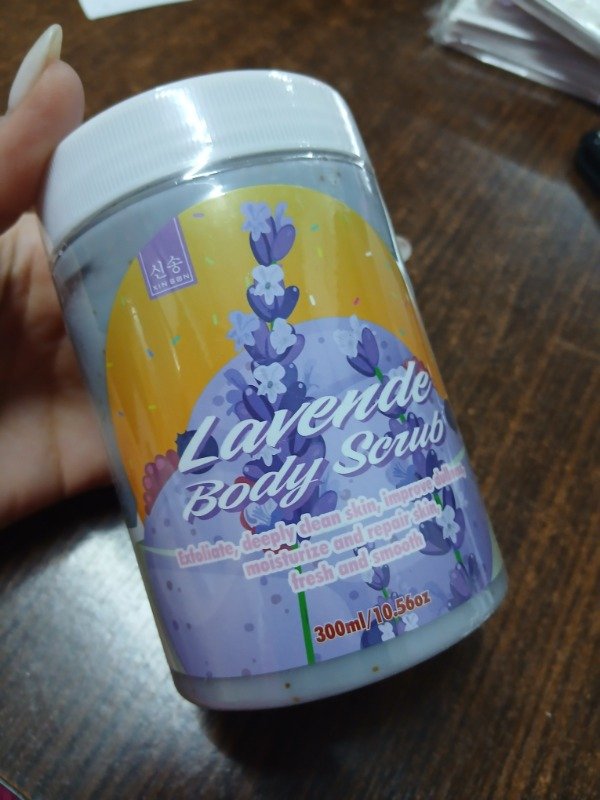 신송
XIN SON
Lavende
Body Scrub
Exfoliate, deeply clean skin, improve
moisturize and repair skin,
fresh and smooth
300ml/10.56oz